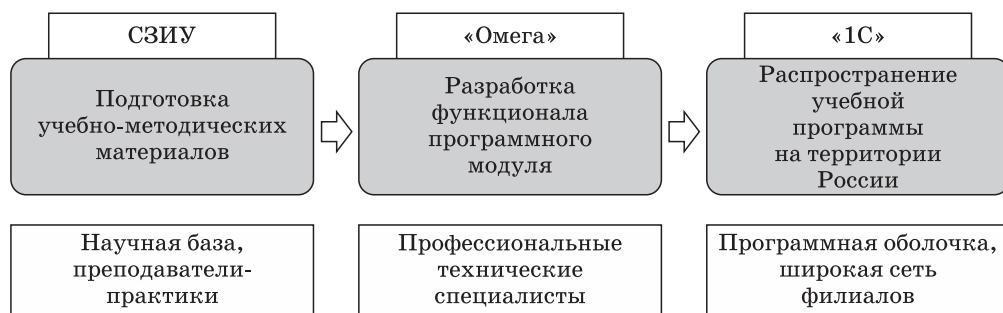 СЗИУ
Подготовка
учебно-методических
материалов
«Омега»
Разработка
функционала
программного
модуля
«1С»
Распространение
учебной
программы
на территории
России
Научная база,
преподаватели-
практики
Профессиональные
технические
специалисты
Программная оболочка,
широкая сеть
филиалов